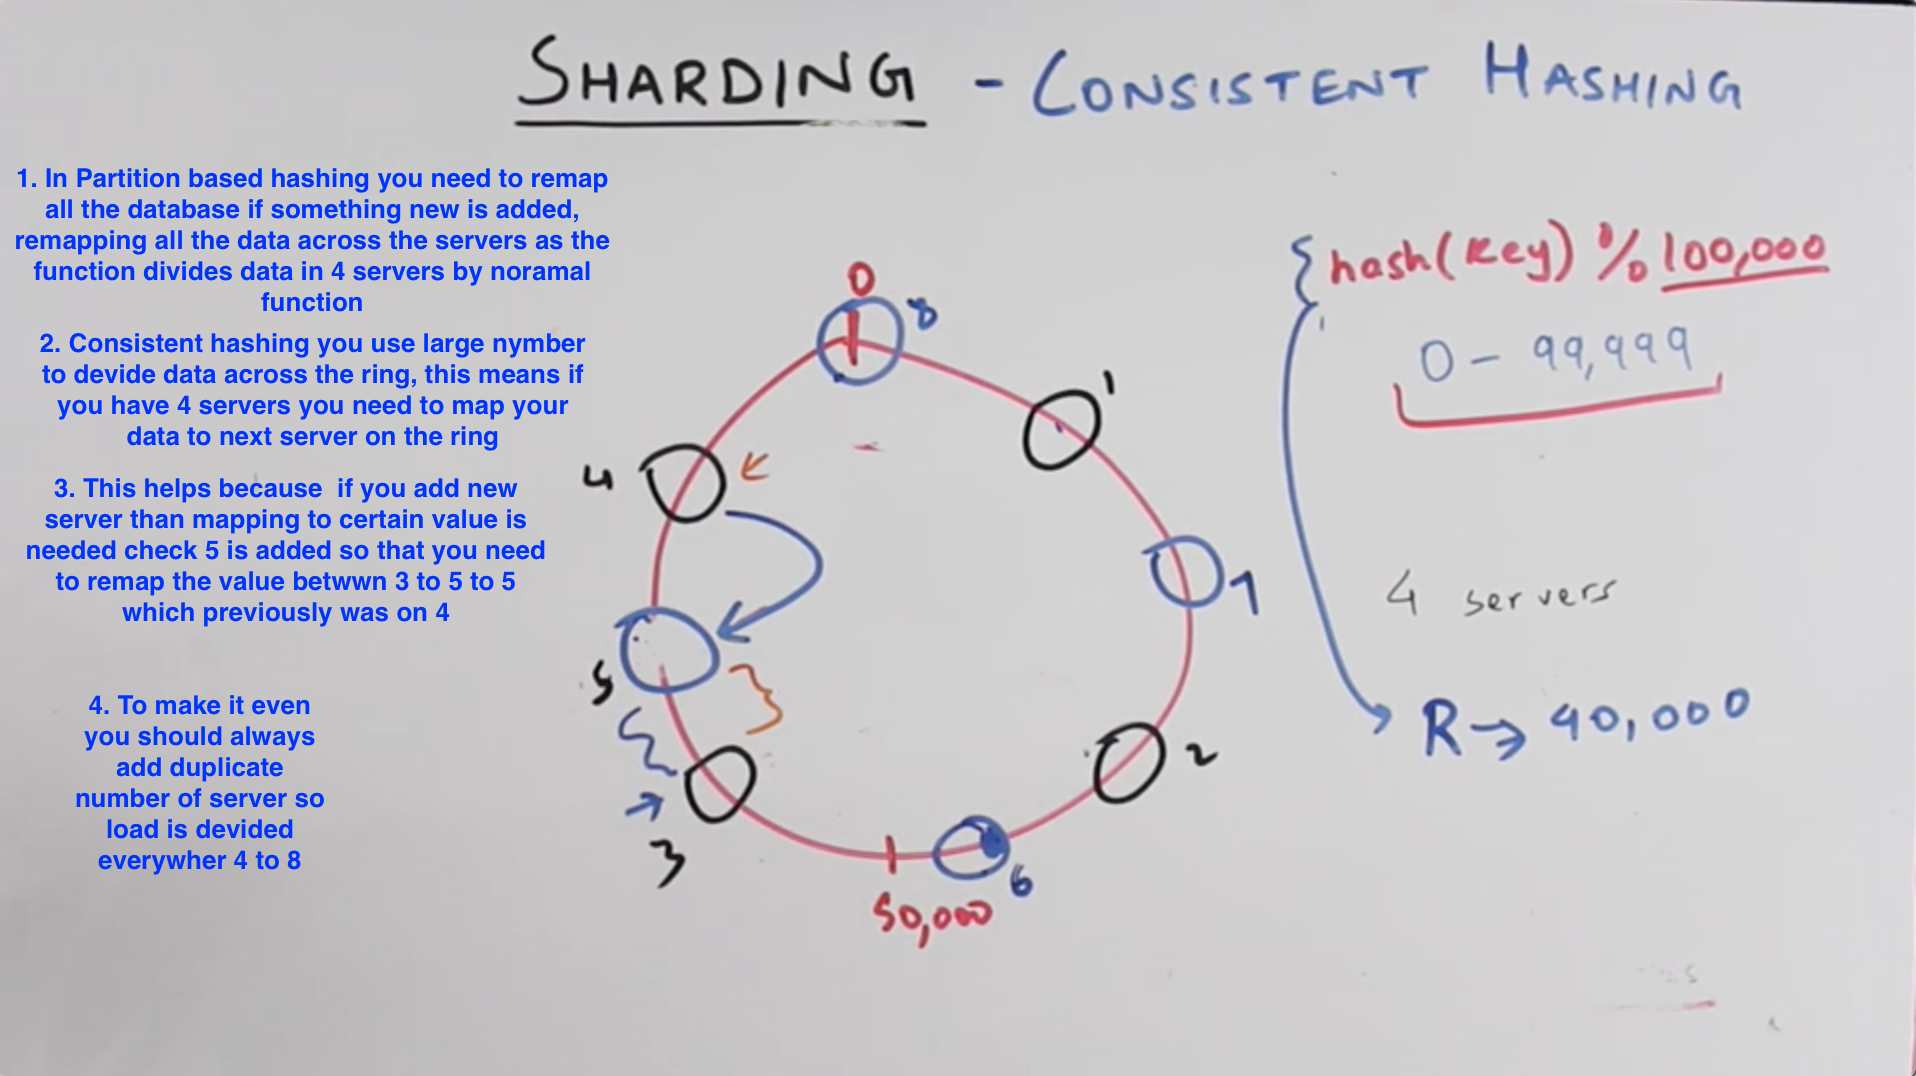 SHARDING - CONSISTENT HASHING
1. In Partition based hashing you need to remap
all the database if something new is added,
remapping all the data across the servers as the
function divides data in 4 servers by noramal
function
2. Consistent hashing you use large nymber
to devide data across the ring, this means if
you have 4 servers you need to map your
data to next server on the ring
3. This helps because  if you add new
server than mapping to certain value is
needed check 5 is added so that you need
to remap the value betwwn 3 to 5 to 5
which previously was on 4
4. To make it even
you should always
add duplicate
number of server so
load is devided
everywher 4 to 8
0
8
1
4
7
5
2
3
6
50,000
{hash(key) % 100,000
0 - 99,999
4 servers
R → 40,000